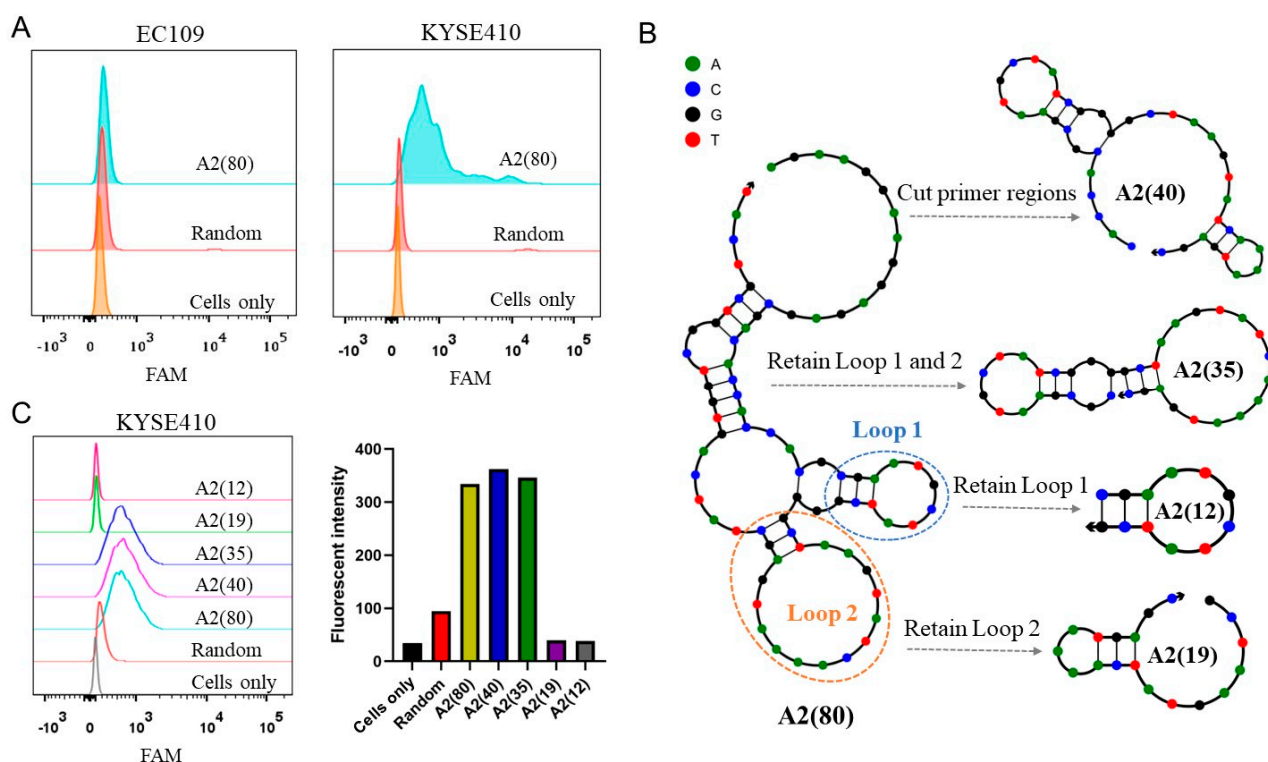 A
EC109
KYSE410
A2(80)
Random
Cells only
-10³ 0 10³ 10⁴ 10⁵
FAM
A2(80)
Random
Cells only
-10³ 0 10³ 10⁴ 10⁵
FAM
B
A
C
G
T
Cut primer regions
A2(40)
Retain Loop 1 and 2
A2(35)
Loop 1
Retain Loop 1
A2(12)
Loop 2
Retain Loop 2
A2(19)
A2(80)
C
KYSE410
A2(12)
A2(19)
A2(35)
A2(40)
A2(80)
Random
Cells only
-10³ 0 10³ 10⁴ 10⁵
FAM
Fluorescent intensity
400
300
200
100
0
Cells only
Random
A2(80)
A2(40)
A2(35)
A2(19)
A2(12)